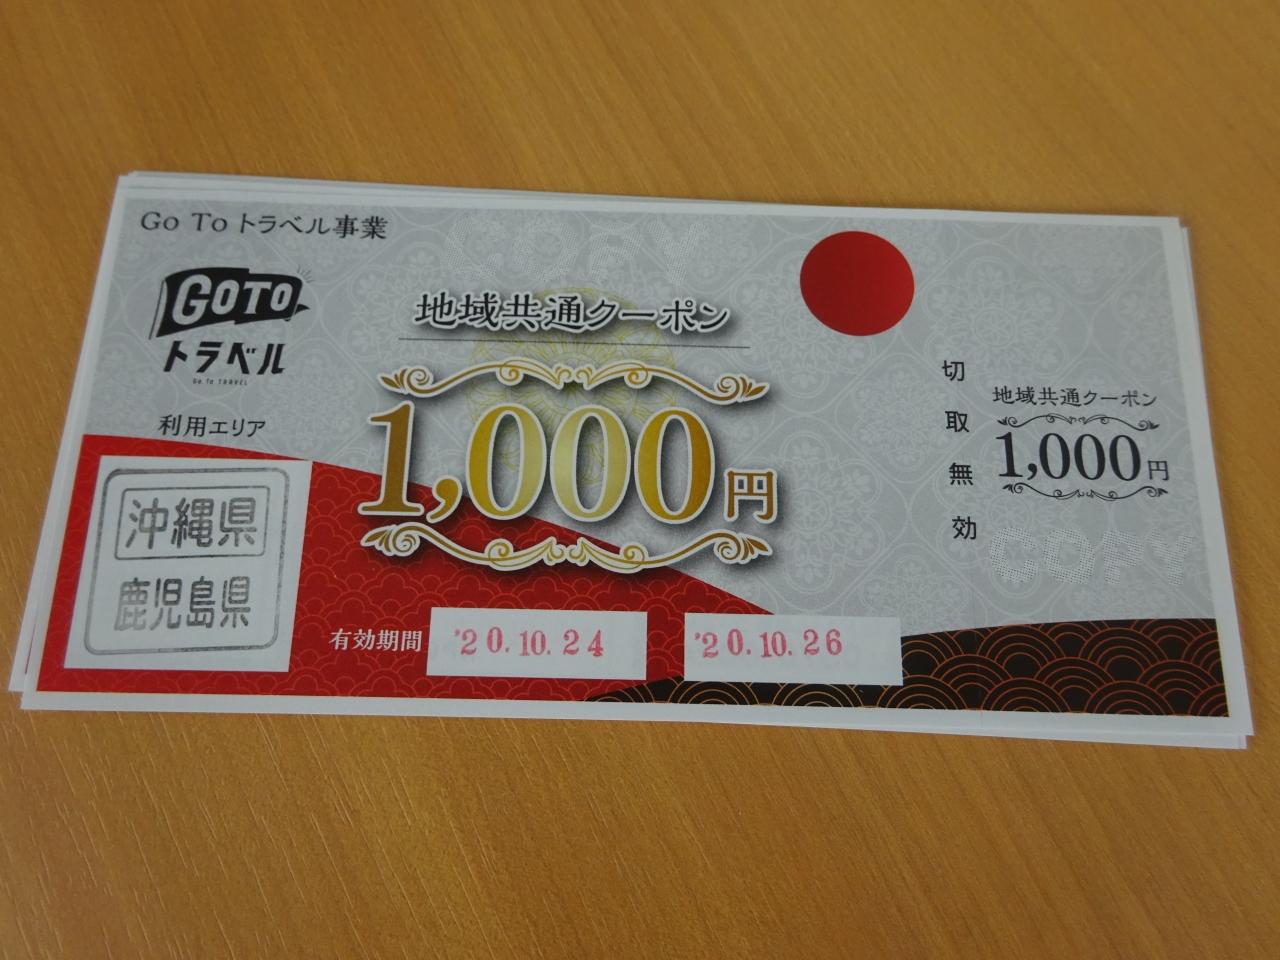 Go To トラベル事業
GOTO
トラベル
Go To TRAVEL
利用エリア
沖縄県
鹿児島県
地域共通クーポン
1,000円
有効期間
'20.10.24
'20.10.26
COPY
切取無効
地域共通クーポン
1,000円
COPY